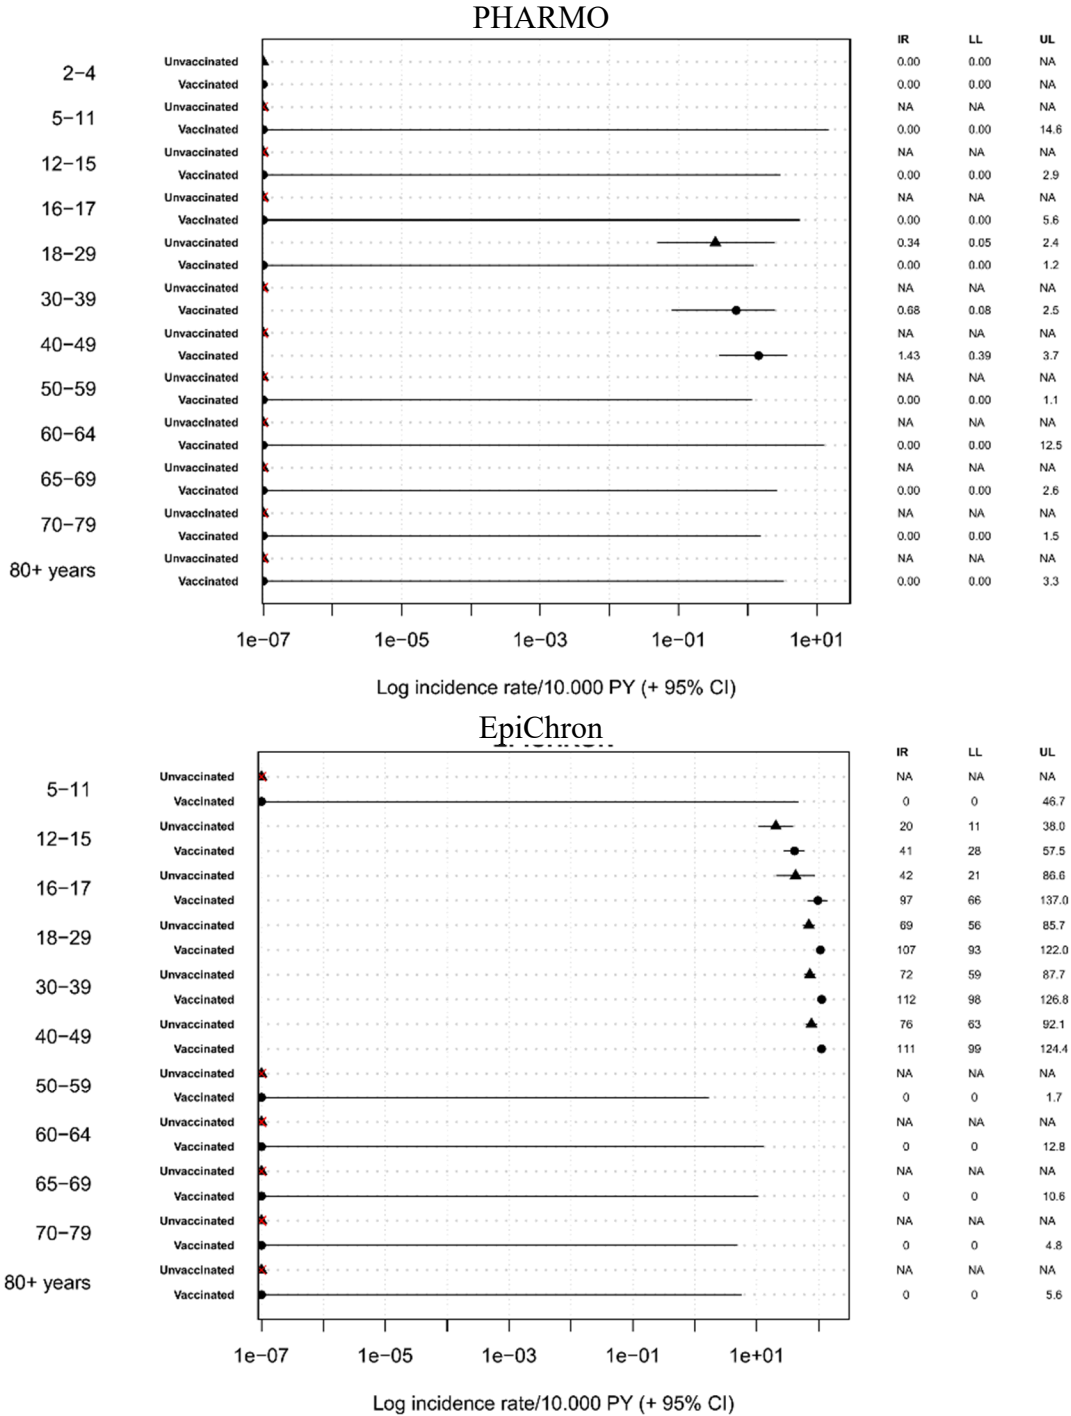 PHARMO
IR LL UL
2−4
Unvaccinated 0.00 0.00 NA
Vaccinated 0.00 0.00 NA
5−11
Unvaccinated NA NA NA
Vaccinated 0.00 0.00 14.6
12−15
Unvaccinated NA NA NA
Vaccinated 0.00 0.00 2.9
16−17
Unvaccinated NA NA NA
Vaccinated 0.00 0.00 5.6
18−29
Unvaccinated 0.34 0.05 2.4
Vaccinated 0.00 0.00 1.2
30−39
Unvaccinated NA NA NA
Vaccinated 0.68 0.08 2.5
40−49
Unvaccinated NA NA NA
Vaccinated 1.43 0.39 3.7
50−59
Unvaccinated NA NA NA
Vaccinated 0.00 0.00 1.1
60−64
Unvaccinated NA NA NA
Vaccinated 0.00 0.00 12.5
65−69
Unvaccinated NA NA NA
Vaccinated 0.00 0.00 2.6
70−79
Unvaccinated NA NA NA
Vaccinated 0.00 0.00 1.5
80+ years
Unvaccinated NA NA NA
Vaccinated 0.00 0.00 3.3
1e−07 1e−05 1e−03 1e−01 1e+01
Log incidence rate/10.000 PY (+ 95% CI)
EpiChron
IR LL UL
5−11
Unvaccinated NA NA NA
Vaccinated 0 0 46.7
12−15
Unvaccinated 20 11 38.0
Vaccinated 41 28 57.5
16−17
Unvaccinated 42 21 86.6
Vaccinated 97 66 137.0
18−29
Unvaccinated 69 56 85.7
Vaccinated 107 93 122.0
30−39
Unvaccinated 72 59 87.7
Vaccinated 112 98 126.8
40−49
Unvaccinated 76 63 92.1
Vaccinated 111 99 124.4
50−59
Unvaccinated NA NA NA
Vaccinated 0 0 1.7
60−64
Unvaccinated NA NA NA
Vaccinated 0 0 12.8
65−69
Unvaccinated NA NA NA
Vaccinated 0 0 10.6
70−79
Unvaccinated NA NA NA
Vaccinated 0 0 4.8
80+ years
Unvaccinated NA NA NA
Vaccinated 0 0 5.6
1e−07 1e−05 1e−03 1e−01 1e+01
Log incidence rate/10.000 PY (+ 95% CI)